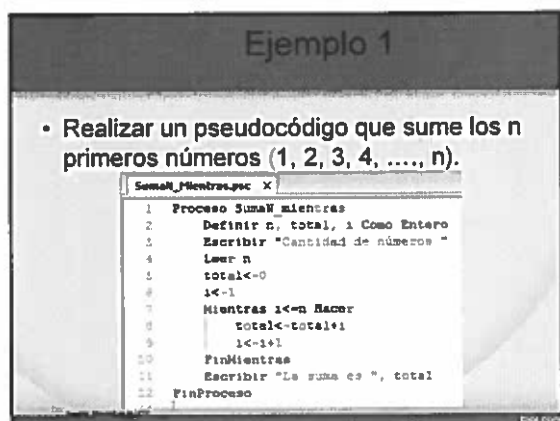 Ejemplo 1
• Realizar un pseudocódigo que sume los n
primeros números (1, 2, 3, 4, ....., n).
SumaN_Mientras.psc ×
1 Proceso SumaN_mientras
2 Definir n, total, i Como Entero
3 Escribir "Cantidad de números "
4 Leer n
5 total<-0
6 i<-1
7 Mientras i<=n Hacer
8 total<-total+i
9 i<-i+1
10 FinMientras
11 Escribir "La suma es ", total
12 FinProceso